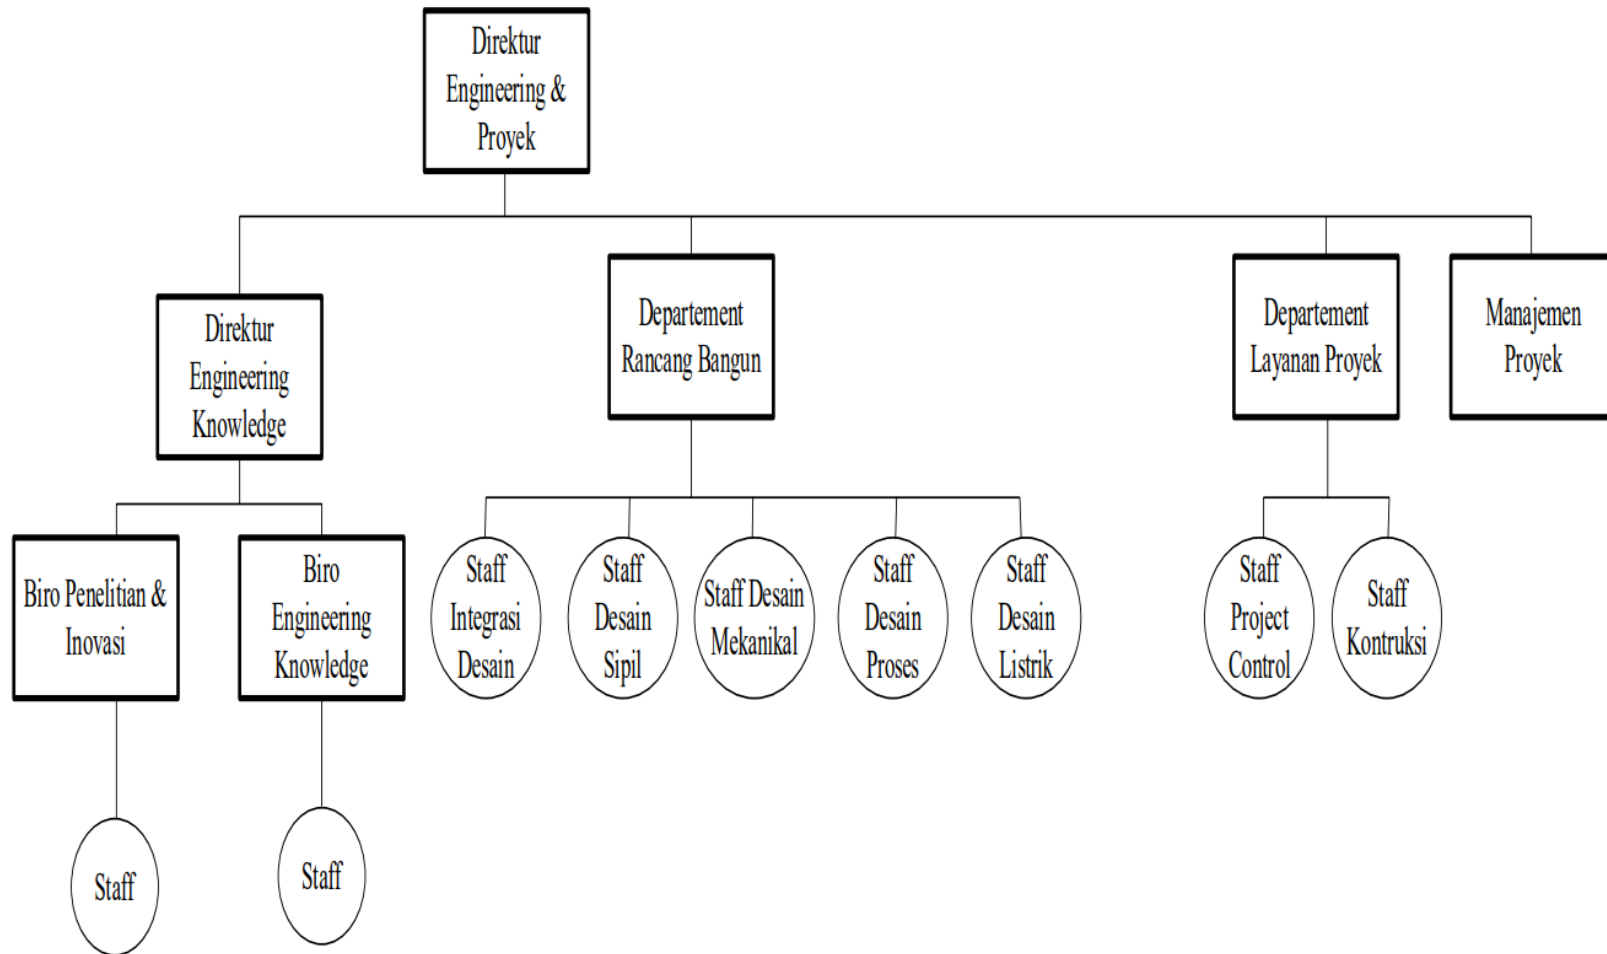 Direktur
Engineering &
Proyek
Direktur
Engineering
Knowledge
Departement
Rancang Bangun
Departement
Layanan Proyek
Manajemen
Proyek
Biro Penelitian &
Inovasi
Biro
Engineering
Knowledge
Staff
Integrasi
Desain
Staff
Desain
Sipil
Staff Desain
Mekanikal
Staff
Desain
Proses
Staff
Desain
Listrik
Staff
Project
Control
Staff
Kontruksi
Staff
Staff